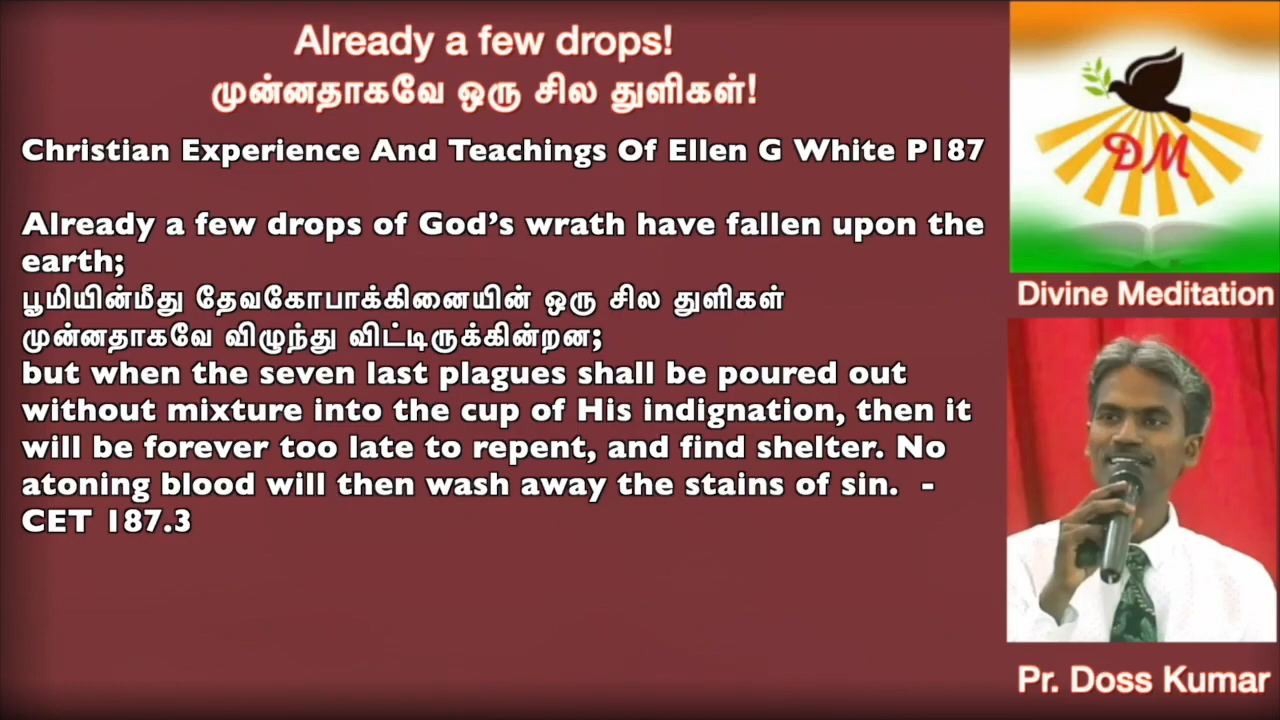 Already a few drops!
முன்னதாகவே ஒரு சில துளிகள்!
Christian Experience And Teachings Of Ellen G White P187
Already a few drops of God’s wrath have fallen upon the
earth;
பூமியின்மீது தேவகோபாக்கினையின் ஒரு சில துளிகள்
முன்னதாகவே விழுந்து விட்டிருக்கின்றன;
but when the seven last plagues shall be poured out
without mixture into the cup of His indignation, then it
will be forever too late to repent, and find shelter. No
atoning blood will then wash away the stains of sin. -
CET 187.3
DM
Divine Meditation
Pr. Doss Kumar